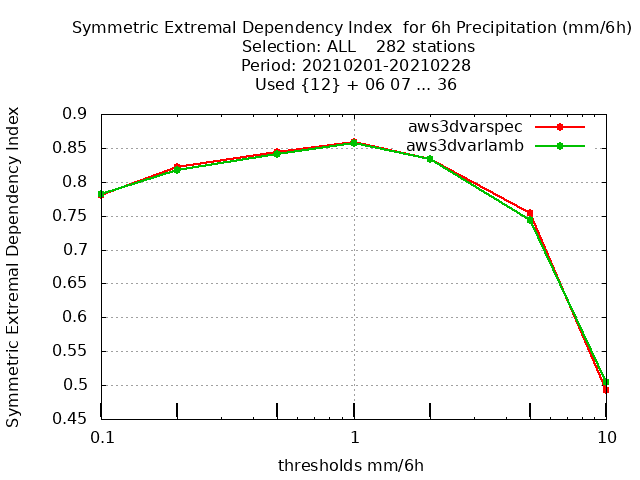 Symmetric Extremal Dependency Index  for 6h Precipitation (mm/6h)
Selection: ALL    282 stations
Period: 20210201-20210228
Used {12} + 06 07 ... 36
Symmetric Extremal Dependency Index
0.9
0.85
0.8
0.75
0.7
0.65
0.6
0.55
0.5
0.45
aws3dvarspec
aws3dvarlamb
0.1 1 10
thresholds mm/6h